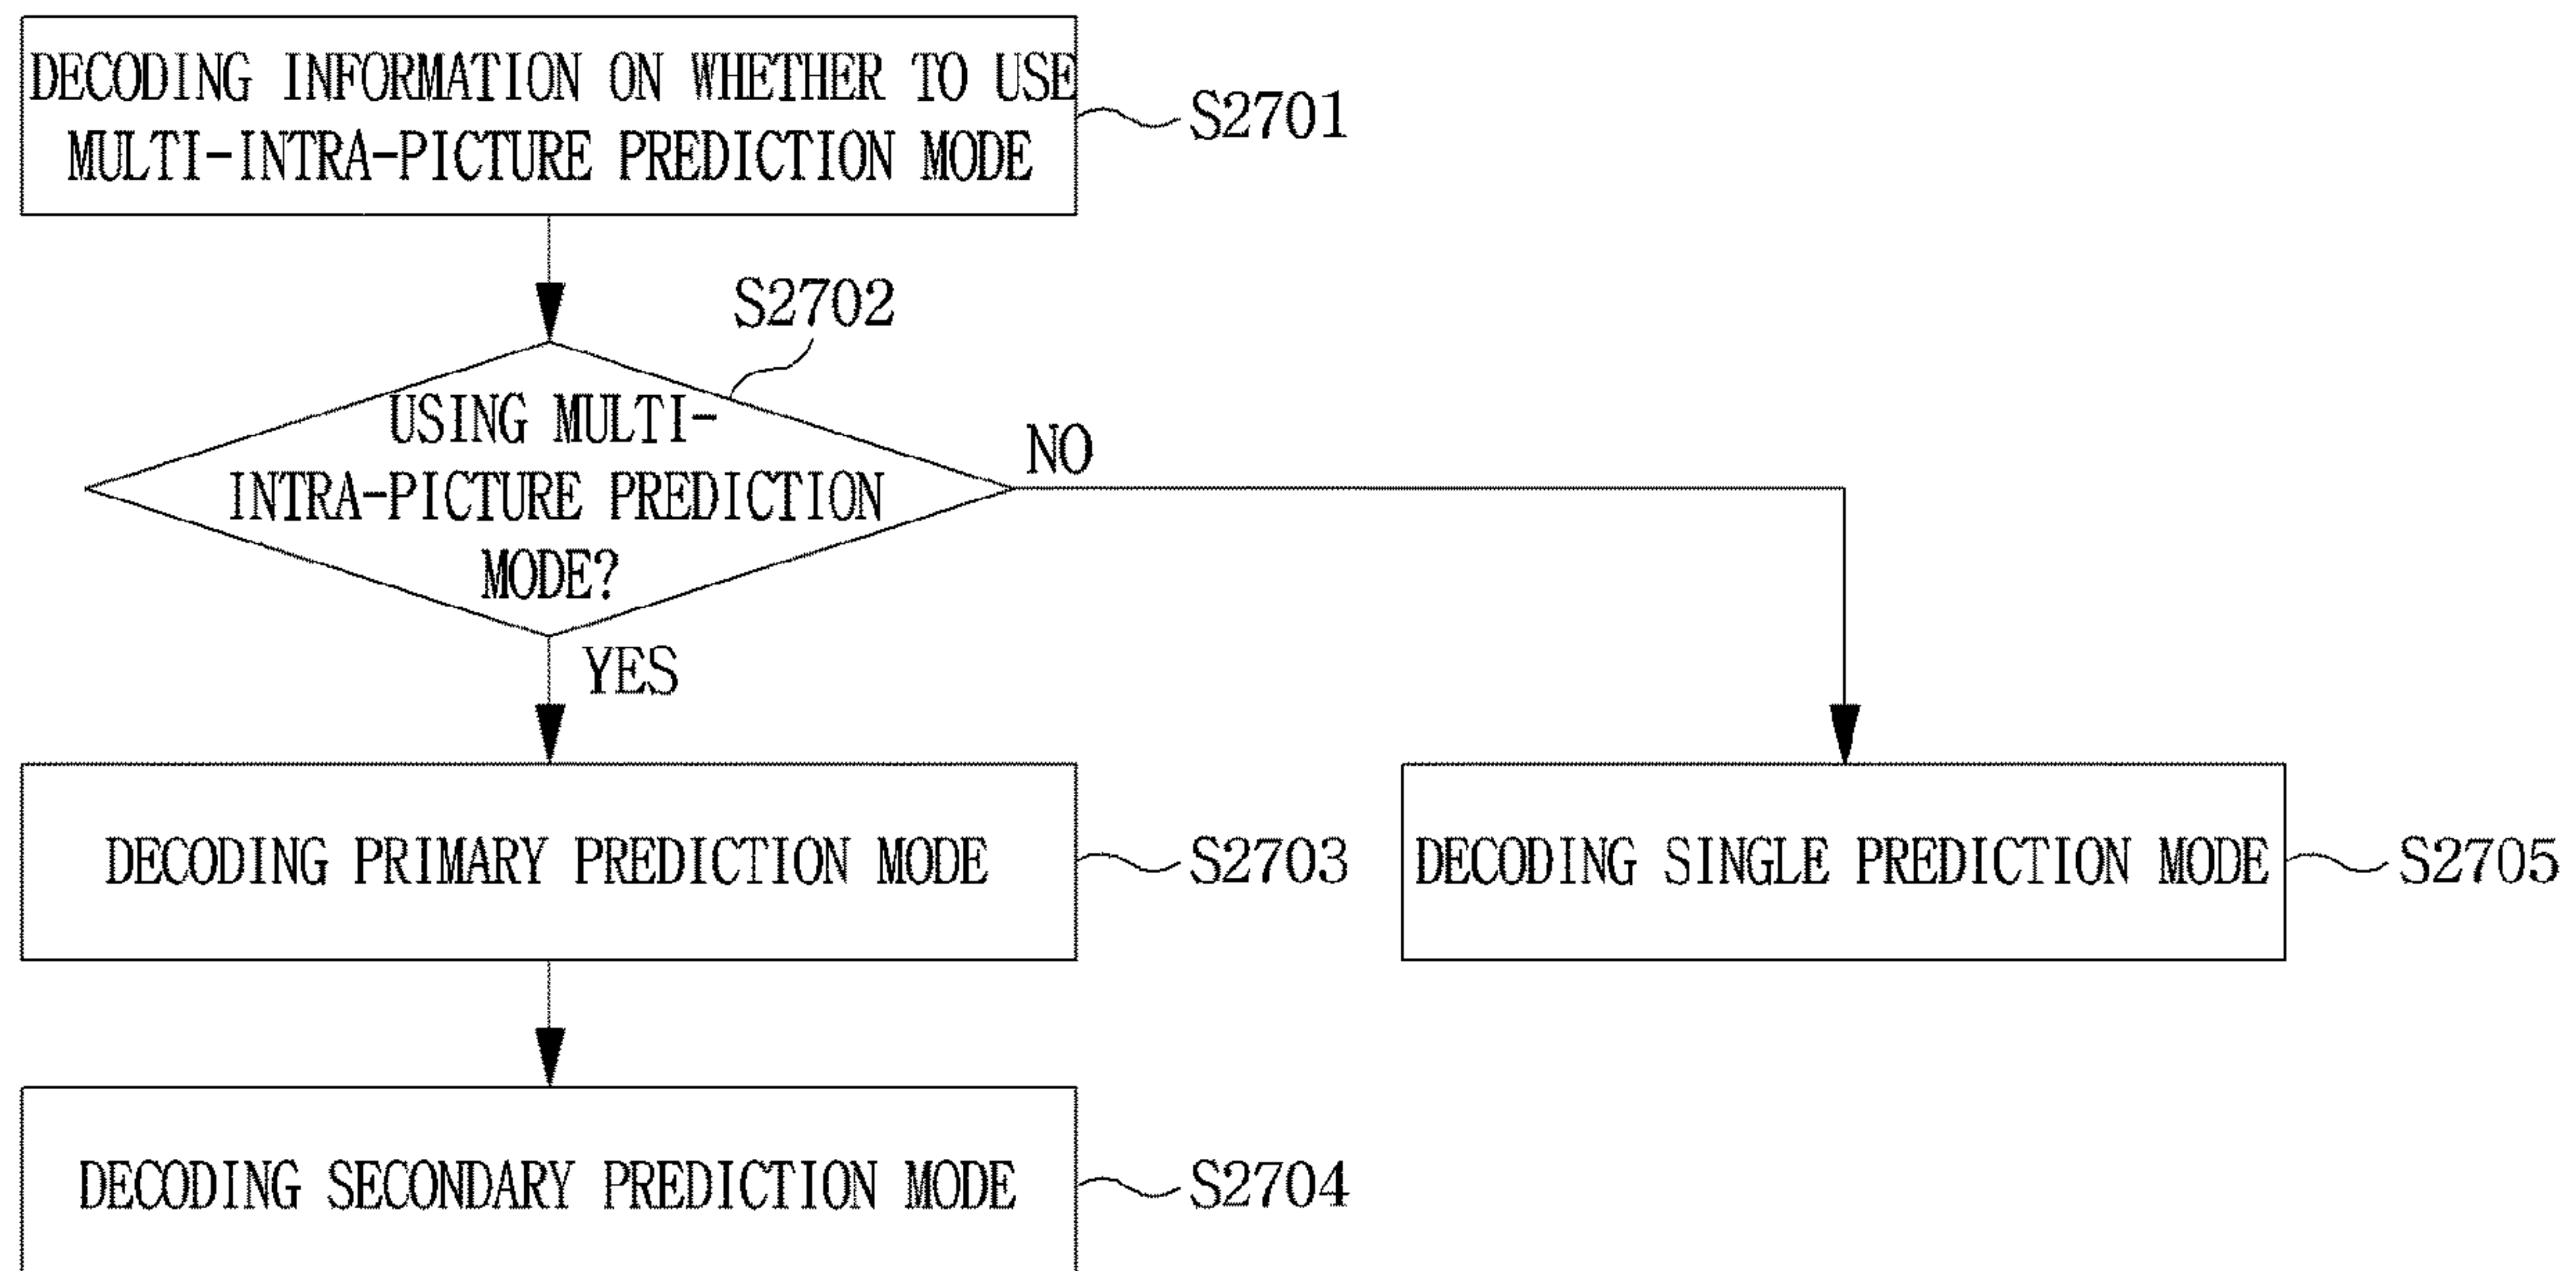 DECODING INFORMATION ON WHETHER TO USE
MULTI-INTRA-PICTURE PREDICTION MODE
S2701
S2702
USING MULTI-
INTRA-PICTURE PREDICTION
MODE?
NO
YES
DECODING PRIMARY PREDICTION MODE
S2703
DECODING SINGLE PREDICTION MODE
S2705
DECODING SECONDARY PREDICTION MODE
S2704